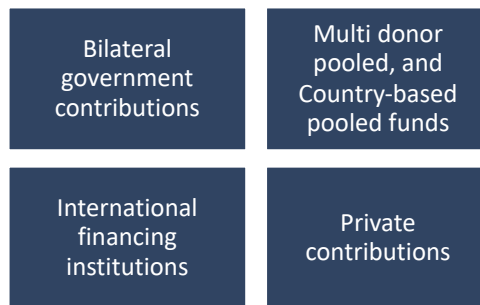 Bilateral
government
contributions
Multi donor
pooled, and
Country-based
pooled funds
International
financing
institutions
Private
contributions